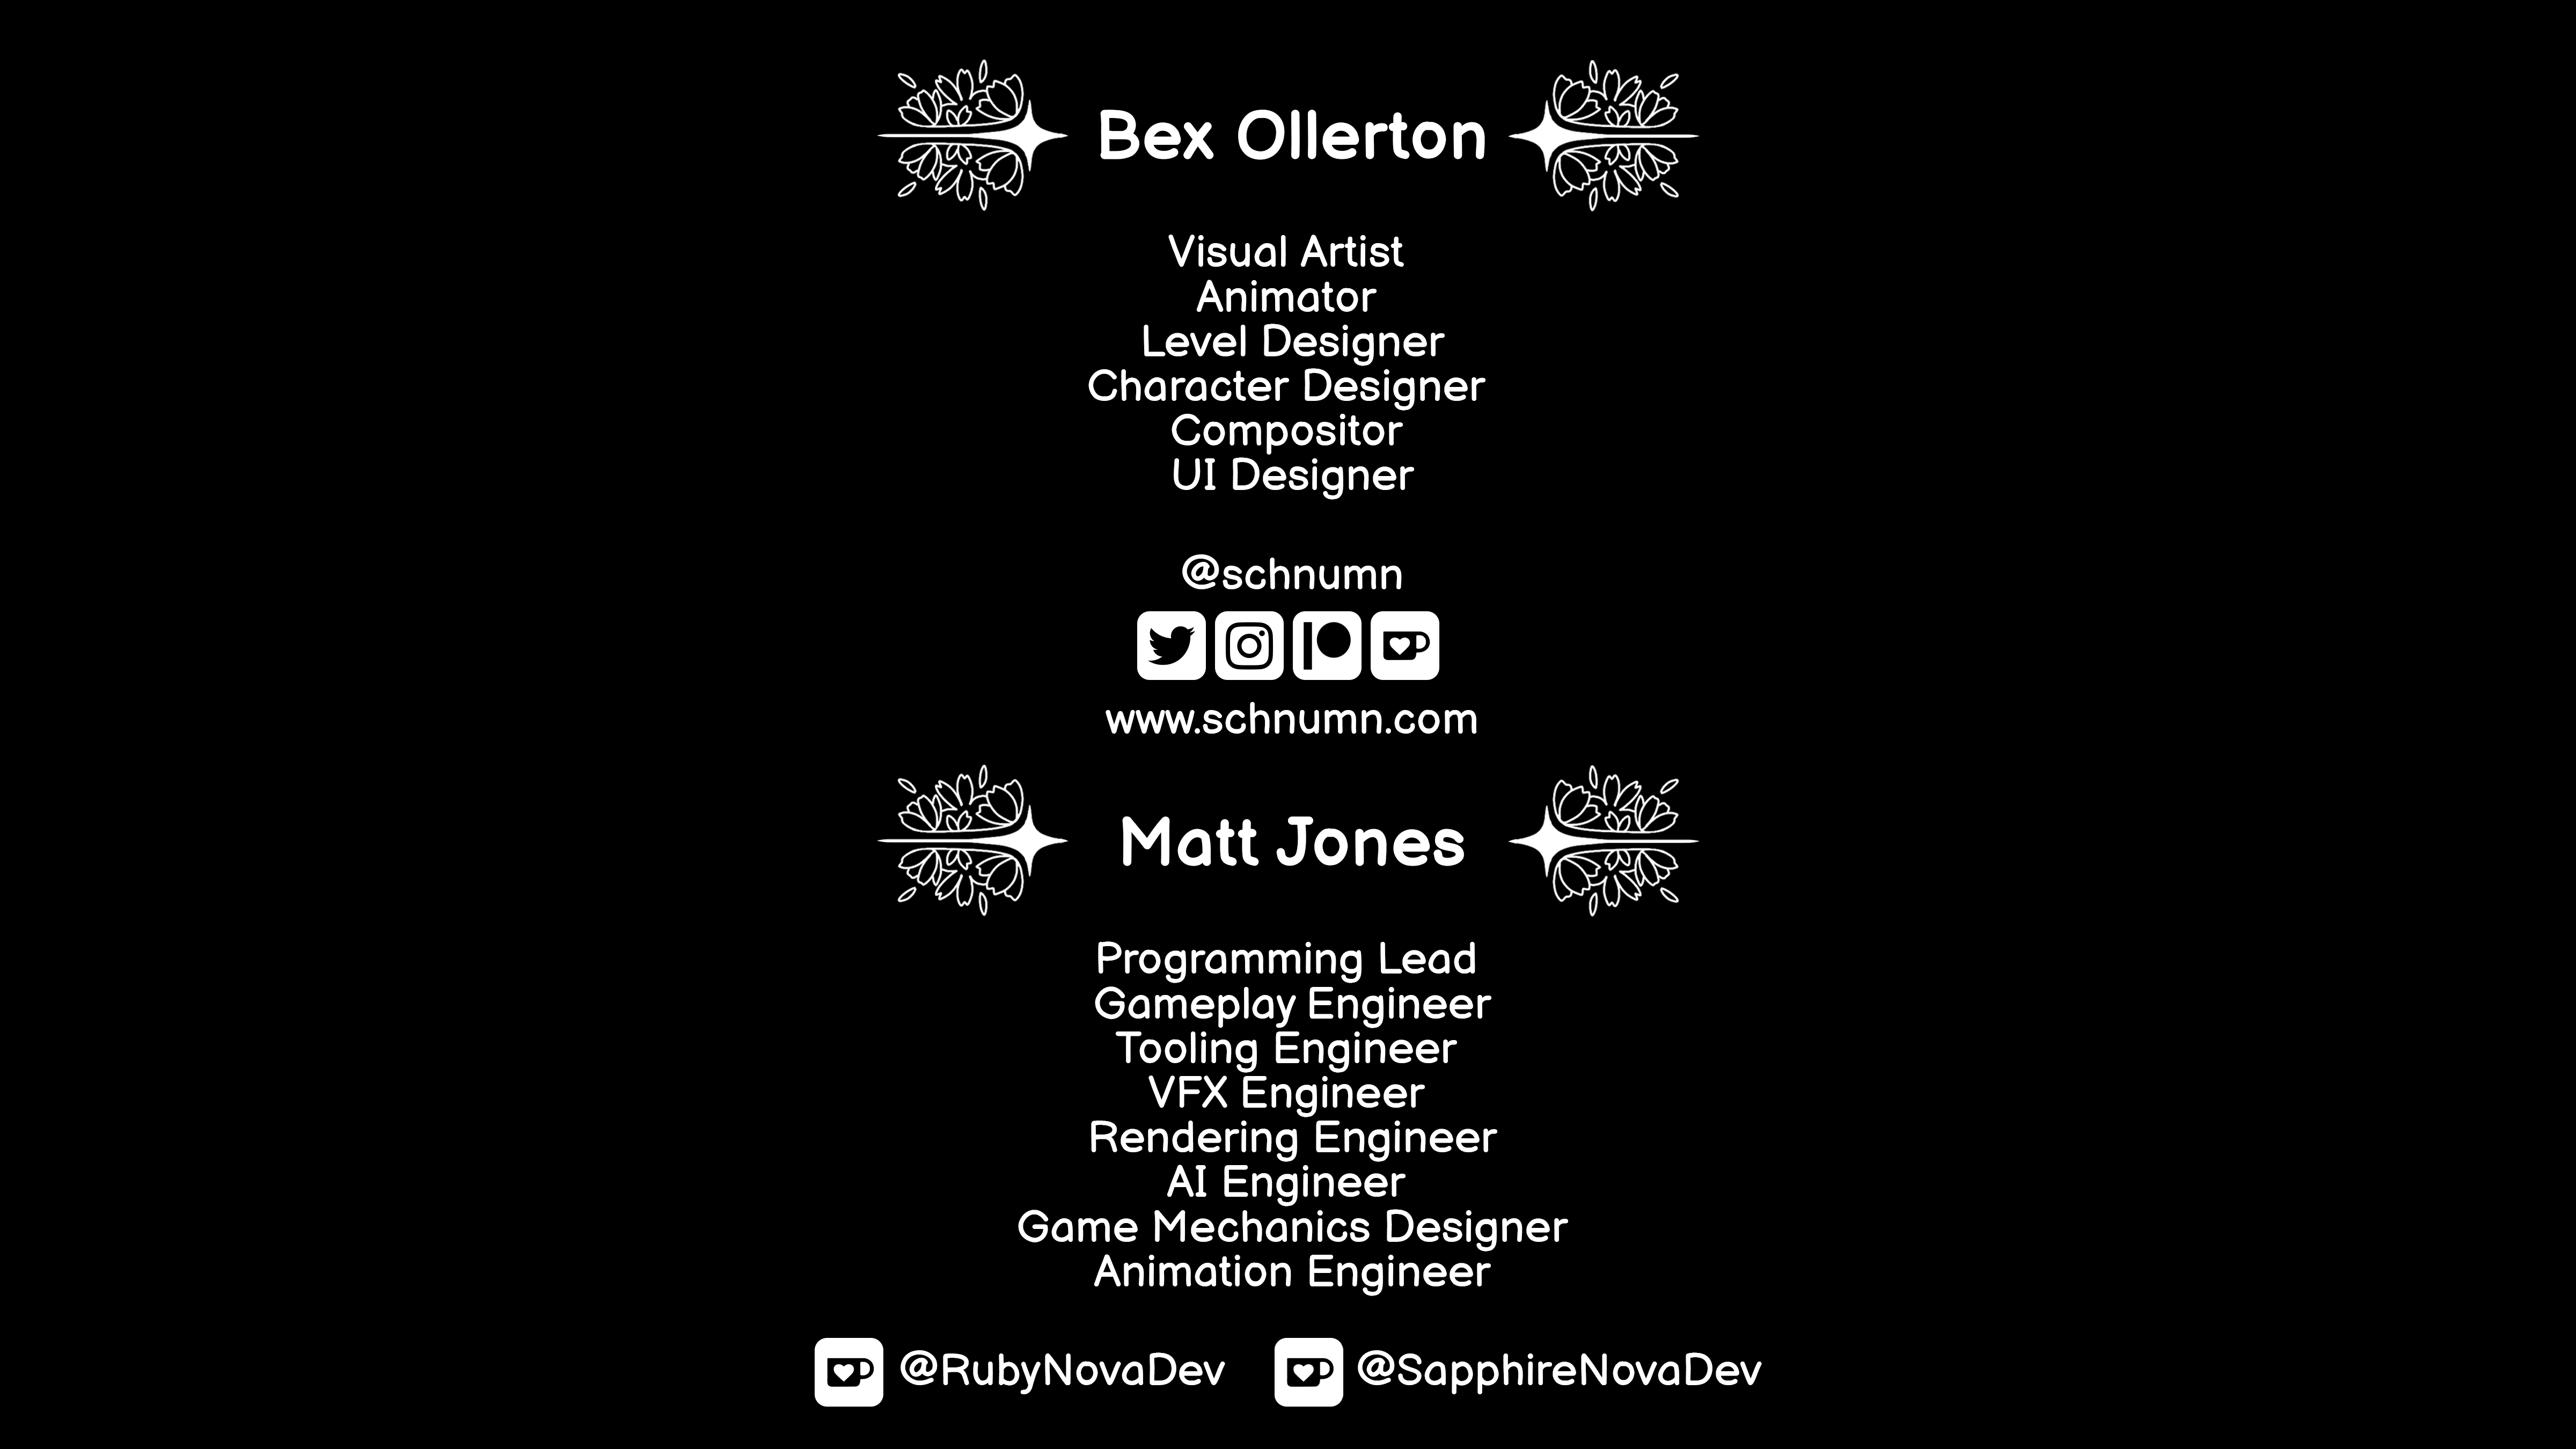 Bex Ollerton
Visual Artist
Animator
Level Designer
Character Designer
Compositor
UI Designer
@schnumn
www.schnumn.com
Matt Jones
Programming Lead
Gameplay Engineer
Tooling Engineer
VFX Engineer
Rendering Engineer
AI Engineer
Game Mechanics Designer
Animation Engineer
@RubyNovaDev @SapphireNovaDev